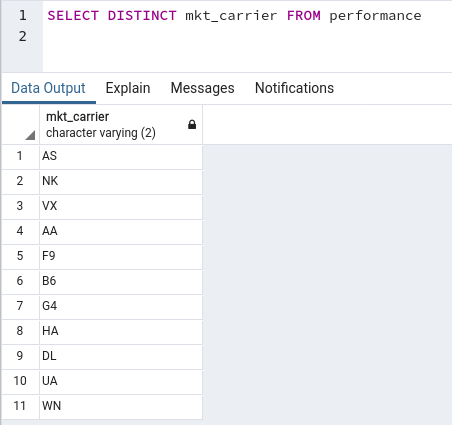 1 SELECT DISTINCT mkt_carrier FROM performance
2
Data Output Explain Messages Notifications
mkt_carrier
character varying (2)
1 AS
2 NK
3 VX
4 AA
5 F9
6 B6
7 G4
8 HA
9 DL
10 UA
11 WN